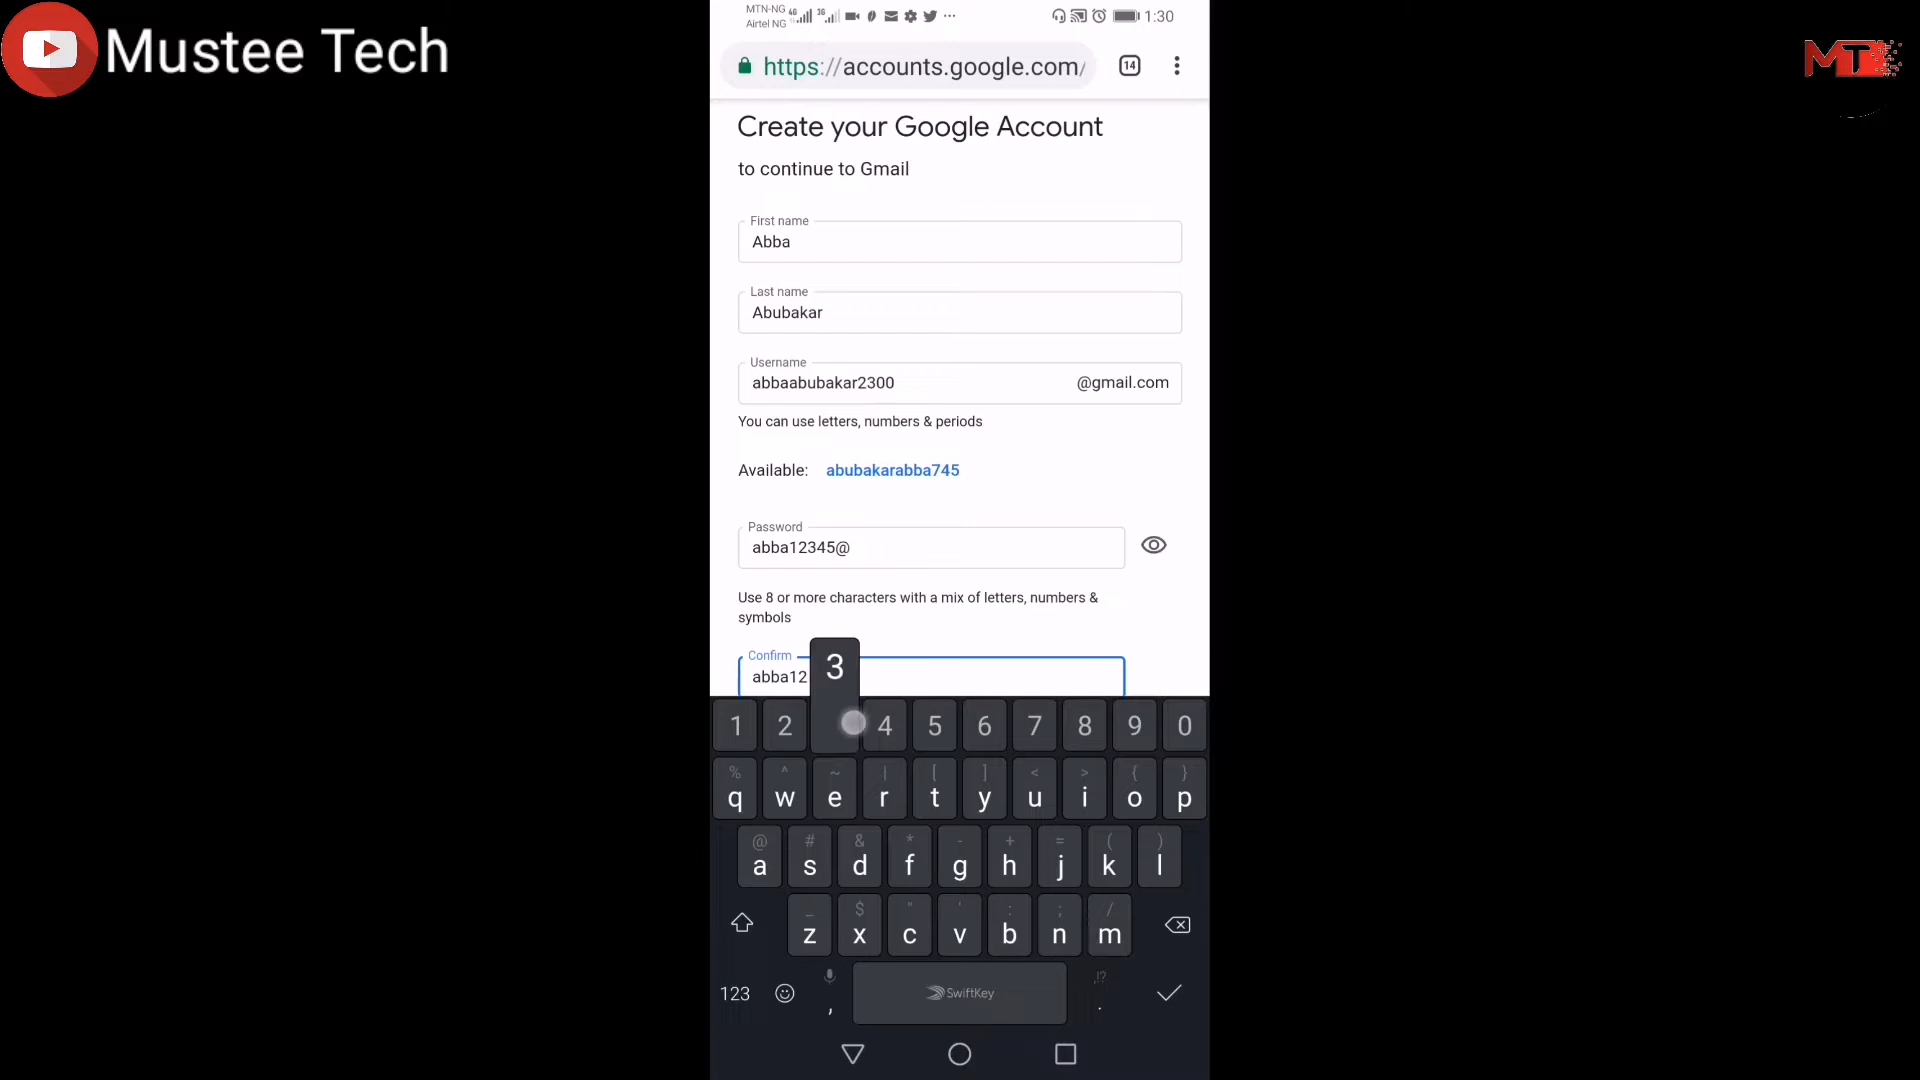 Mustee Tech
MT
MTN-NG 4G 3G
Airtel NG
1:30
https://accounts.google.com/
14
Create your Google Account
to continue to Gmail
First name
Abba
Last name
Abubakar
Username
abbaabubakar2300 @gmail.com
You can use letters, numbers & periods
Available: abubakarabba745
Password
abba12345@
Use 8 or more characters with a mix of letters, numbers &
symbols
Confirm
abba12
3
1 2 4 5 6 7 8 9 0
% ^ ~ | [ ] < > { }
q w e r t y u i o p
@ # & * - + = ( )
a s d f g h j k l
_ $ " ' : ; /
z x c v b n m
123 , SwiftKey .
,!?